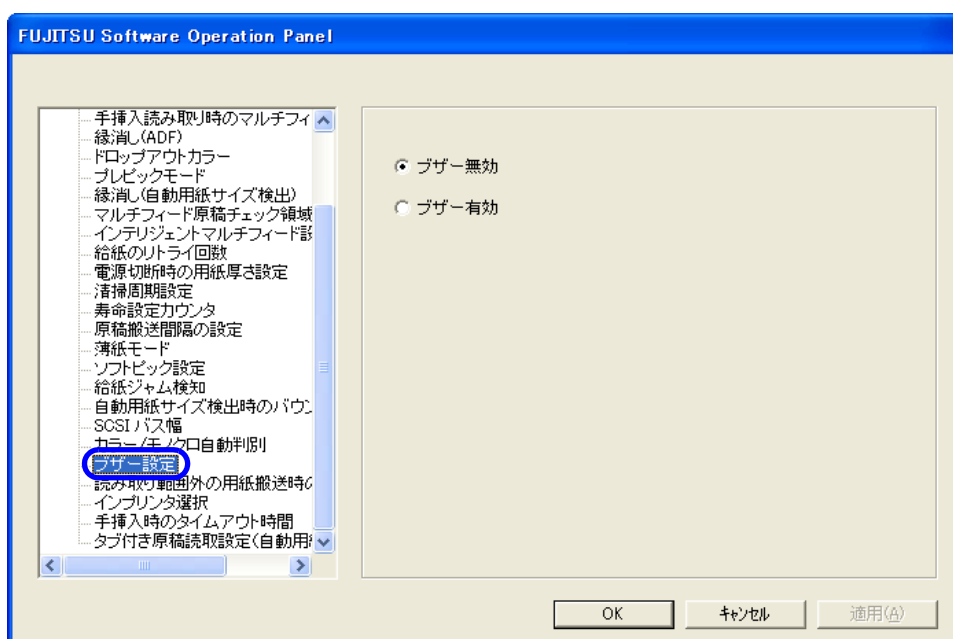 FUJITSU Software Operation Panel
手挿入読み取り時のマルチフィ
縁消し(ADF)
ドロップアウトカラー
プレピックモード
縁消し(自動用紙サイズ検出)
マルチフィード原稿チェック領域
インテリジェントマルチフィード設
給紙のリトライ回数
電源切断時の用紙厚さ設定
清掃周期設定
寿命設定カウンタ
原稿搬送間隔の設定
薄紙モード
ソフトピック設定
給紙ジャム検知
自動用紙サイズ検出時のバウン
SCSI バス幅
カラー/モノクロ自動判別
ブザー設定
読み取り範囲外の用紙搬送時の
インプリンタ選択
手挿入時のタイムアウト時間
タブ付き原稿読取設定(自動用紙
ブザー無効
ブザー有効
OK
キャンセル
適用(A)